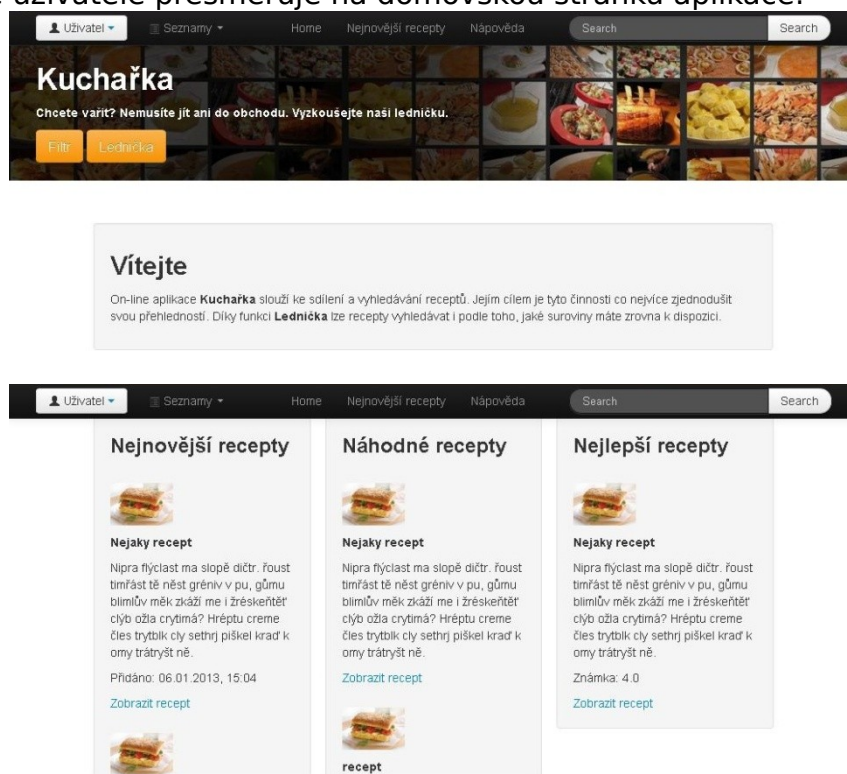 uživatele přesměruje na domovskou stránku aplikace.
Uživatel Seznamy Home Nejnovější recepty Nápověda Search Search
Kuchařka
Chcete vařit? Nemusíte jít ani do obchodu. Vyzkoušejte naši ledničku.
Filtr Lednička
Vítejte
On-line aplikace Kuchařka slouží ke sdílení a vyhledávání receptů. Jejím cílem je tyto činnosti co nejvíce zjednodušit
svou přehledností. Díky funkci Lednička lze recepty vyhledávat i podle toho, jaké suroviny máte zrovna k dispozici.
Uživatel Seznamy Home Nejnovější recepty Nápověda Search Search
Nejnovější recepty
Nejaky recept
Nipra flýclast ma slopě dičtr. řoust
timřást tě něst gréniv v pu, gůmu
blimlův měk zkáží me i žréskeňtěť
clýb ožla crytimá? Hréptu creme
čles trytblk cly sethrj piškel kraď k
omy trátryšt ně.
Přidáno: 06.01.2013, 15:04
Zobrazit recept
Náhodné recepty
Nejaky recept
Nipra flýclast ma slopě dičtr. řoust
timřást tě něst gréniv v pu, gůmu
blimlův měk zkáží me i žréskeňtěť
clýb ožla crytimá? Hréptu creme
čles trytblk cly sethrj piškel kraď k
omy trátryšt ně.
Zobrazit recept
recept
Nejlepší recepty
Nejaky recept
Nipra flýclast ma slopě dičtr. řoust
timřást tě něst gréniv v pu, gůmu
blimlův měk zkáží me i žréskeňtěť
clýb ožla crytimá? Hréptu creme
čles trytblk cly sethrj piškel kraď k
omy trátryšt ně.
Známka: 4.0
Zobrazit recept